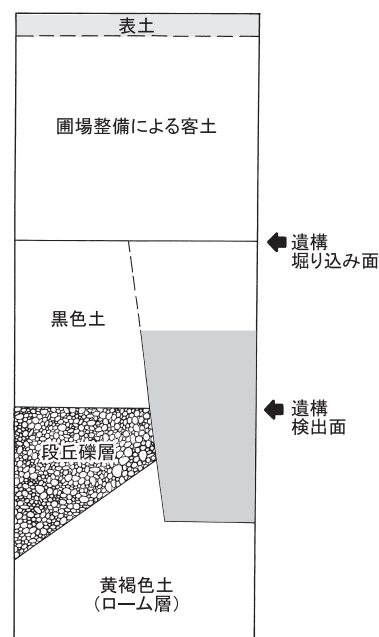 表土
圃場整備による客土
遺構
掘り込み面
黒色土
遺構
検出面
段丘礫層
黄褐色土
(ローム層)